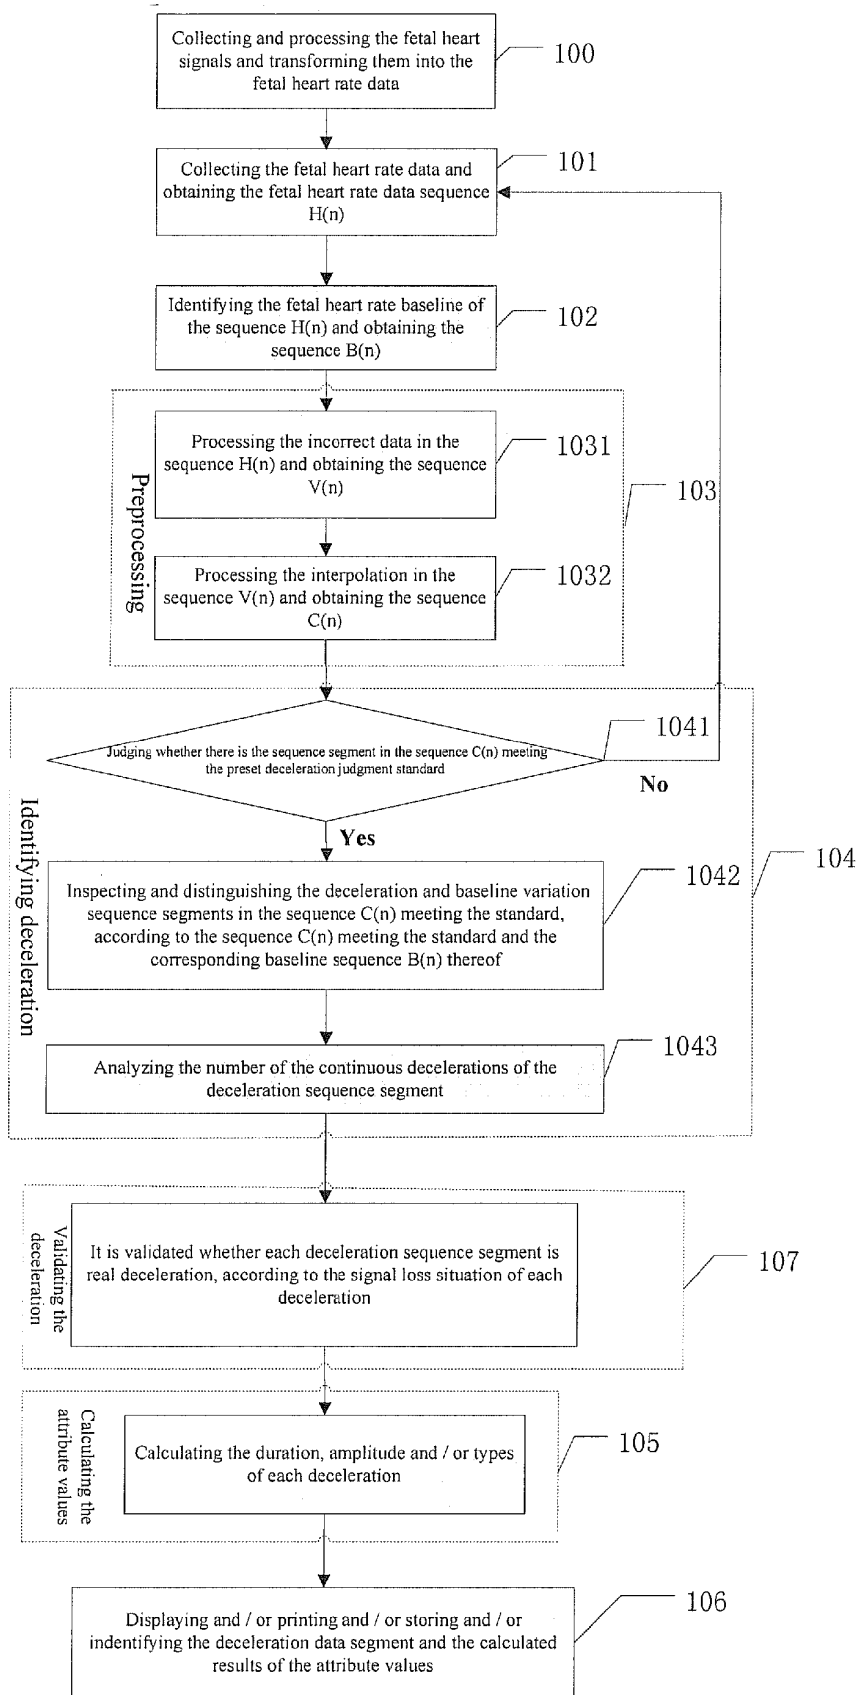 Collecting and processing the fetal heart
signals and transforming them into the
fetal heart rate data
100
Collecting the fetal heart rate data and
obtaining the fetal heart rate data sequence
H(n)
101
Identifying the fetal heart rate baseline of
the sequence H(n) and obtaining the
sequence B(n)
102
Preprocessing
103
Processing the incorrect data in the
sequence H(n) and obtaining the sequence
V(n)
1031
Processing the interpolation in the
sequence V(n) and obtaining the sequence
C(n)
1032
Identifying deceleration
104
Judging whether there is the sequence segment in the sequence C(n) meeting
the preset deceleration judgment standard
1041
No
Yes
Inspecting and distinguishing the deceleration and baseline variation
sequence segments in the sequence C(n) meeting the standard,
according to the sequence C(n) meeting the standard and the
corresponding baseline sequence B(n) thereof
1042
Analyzing the number of the continuous decelerations of the
deceleration sequence segment
1043
Validating the
deceleration
It is validated whether each deceleration sequence segment is
real deceleration, according to the signal loss situation of each
deceleration
107
Calculating the
attribute values
Calculating the duration, amplitude and / or types
of each deceleration
105
Displaying and / or printing and / or storing and / or
indentifying the deceleration data segment and the calculated
results of the attribute values
106